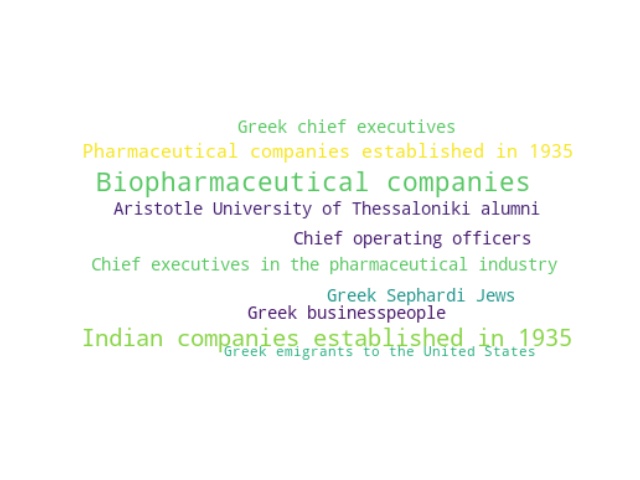 Greek chief executives
Pharmaceutical companies established in 1935
Biopharmaceutical companies
Aristotle University of Thessaloniki alumni
Chief operating officers
Chief executives in the pharmaceutical industry
Greek Sephardi Jews
Greek businesspeople
Indian companies established in 1935
Greek emigrants to the United States